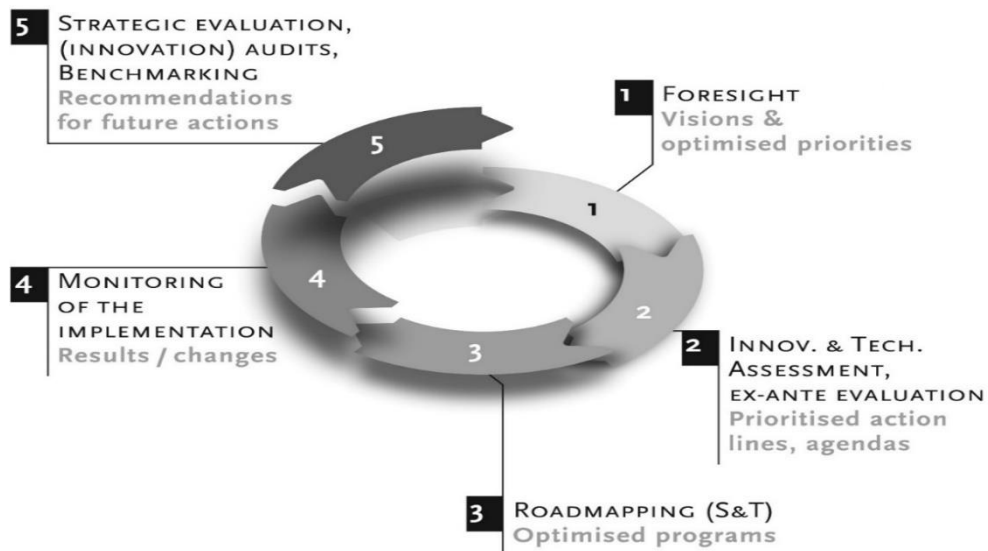 5 STRATEGIC EVALUATION,
(INNOVATION) AUDITS,
BENCHMARKING
Recommendations
for future actions
1 FORESIGHT
Visions &
optimised priorities
5
1
4
2
3
4 MONITORING
OF THE
IMPLEMENTATION
Results / changes
2 INNOV. & TECH.
ASSESSMENT,
EX-ANTE EVALUATION
Prioritised action
lines, agendas
3 ROADMAPPING (S&T)
Optimised programs